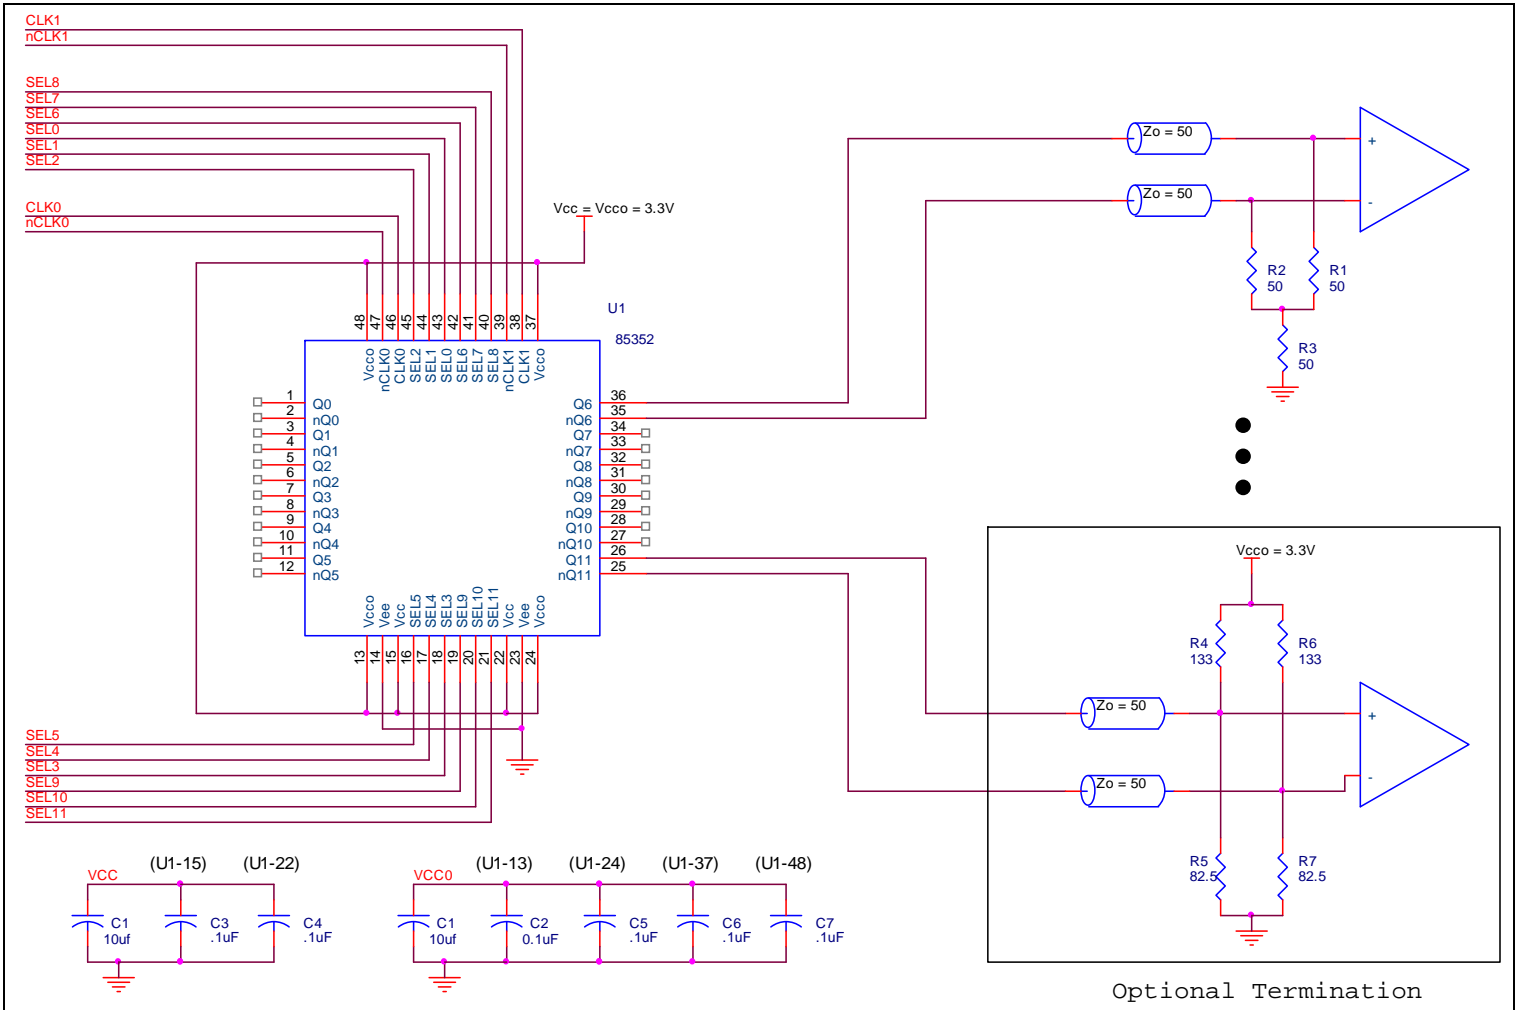 CLK1
nCLK1
SEL8
SEL7
SEL6
SEL0
SEL1
SEL2
CLK0
nCLK0
Vcc = Vcco = 3.3V
U1
85352
48
47
46
45
44
43
42
41
40
39
38
37
Vcco
nCLK0
CLK0
SEL2
SEL1
SEL0
SEL6
SEL7
SEL8
nCLK1
CLK1
Vcco
1
2
3
4
5
6
7
8
9
10
11
12
Q0
nQ0
Q1
nQ1
Q2
nQ2
Q3
nQ3
Q4
nQ4
Q5
nQ5
Q6
nQ6
Q7
nQ7
Q8
nQ8
Q9
nQ9
Q10
nQ10
Q11
nQ11
36
35
34
33
32
31
30
29
28
27
26
25
Vcco
Vee
Vcc
SEL5
SEL4
SEL3
SEL9
SEL10
SEL11
Vcc
Vee
Vcco
13
14
15
16
17
18
19
20
21
22
23
24
SEL5
SEL4
SEL3
SEL9
SEL10
SEL11
Zo = 50
Zo = 50
+
-
R2
50
R1
50
R3
50
Vcco = 3.3V
R4
133
R6
133
Zo = 50
Zo = 50
+
-
R5
82.5
R7
82.5
Optional Termination
VCC
(U1-15)
(U1-22)
C1
10uf
C3
.1uF
C4
.1uF
VCC0
(U1-13)
(U1-24)
(U1-37)
(U1-48)
C1
10uf
C2
0.1uF
C5
.1uF
C6
.1uF
C7
.1uF